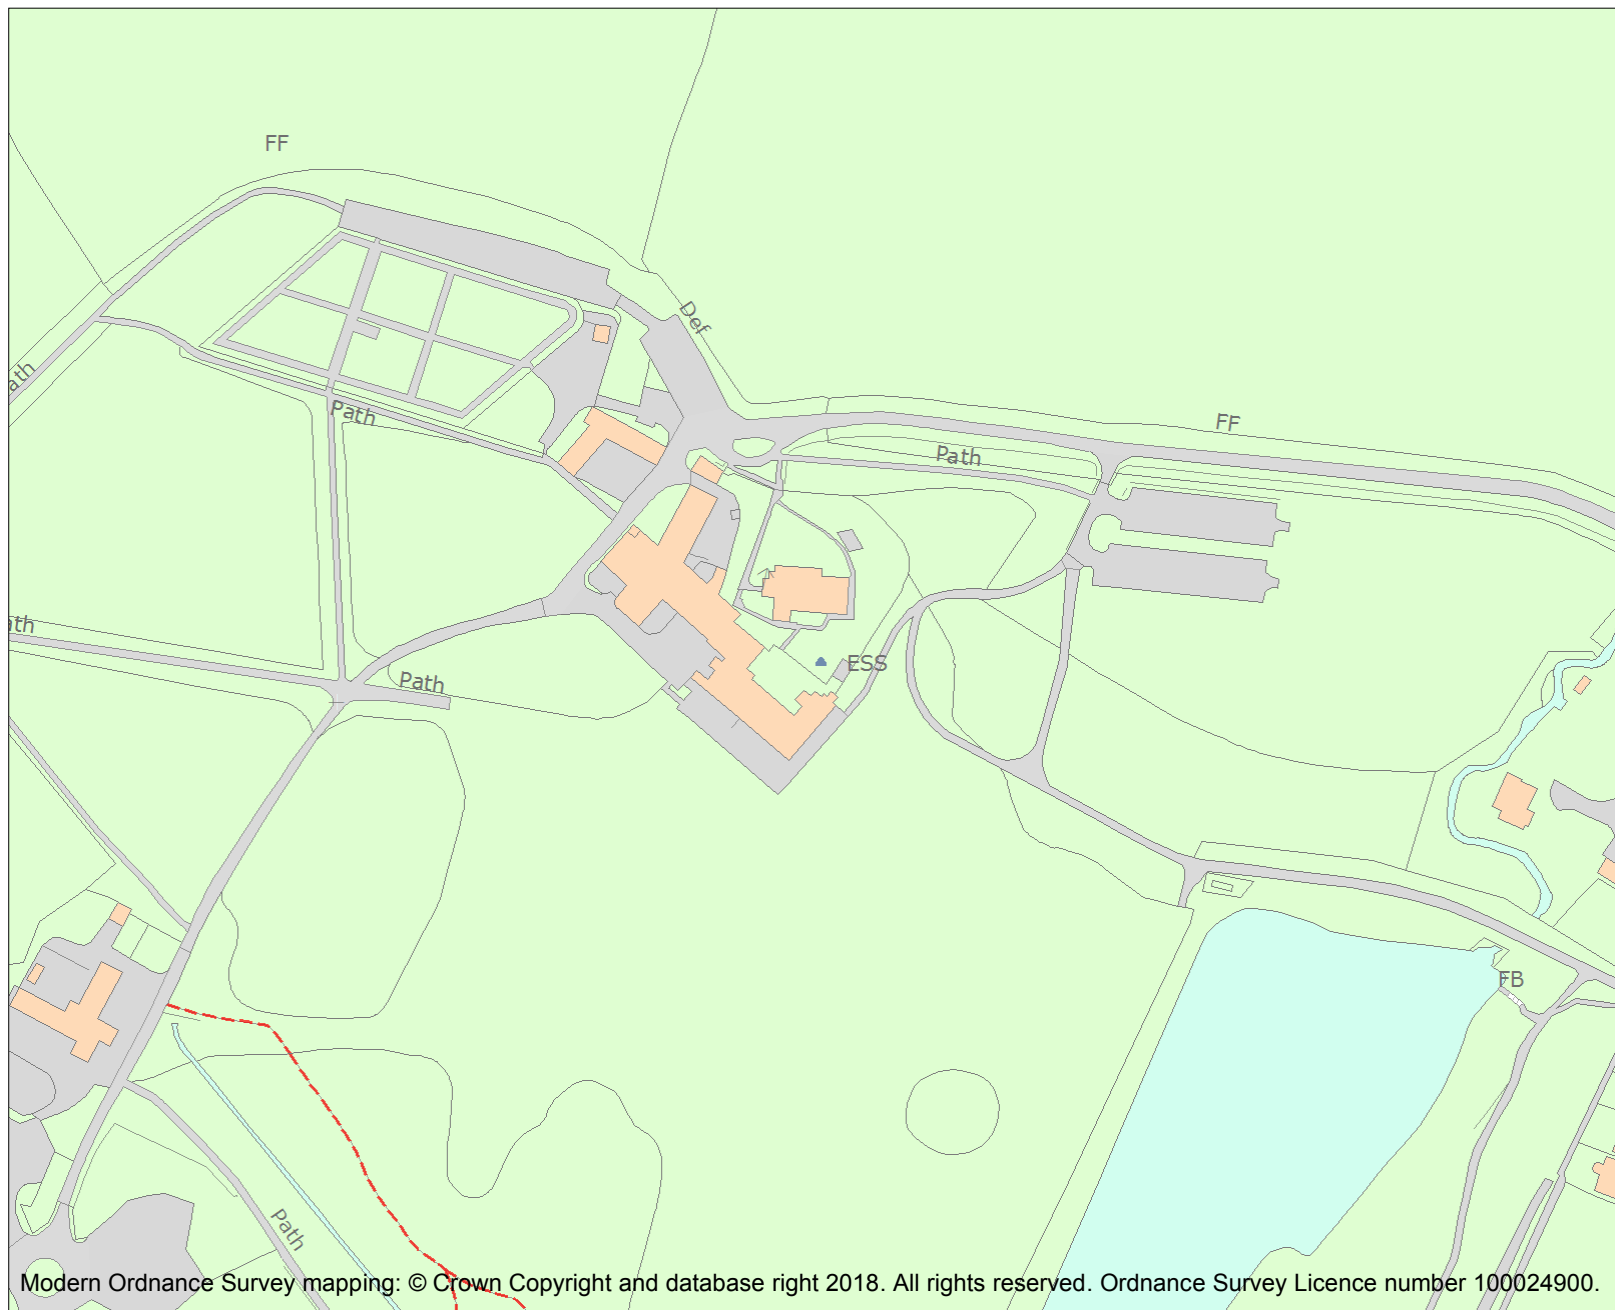 FF
Def
ath
Path
FF
Path
ath
ESS
Path
FB
Path
Modern Ordnance Survey mapping: © Crown Copyright and database right 2018. All rights reserved. Ordnance Survey Licence number 100024900.